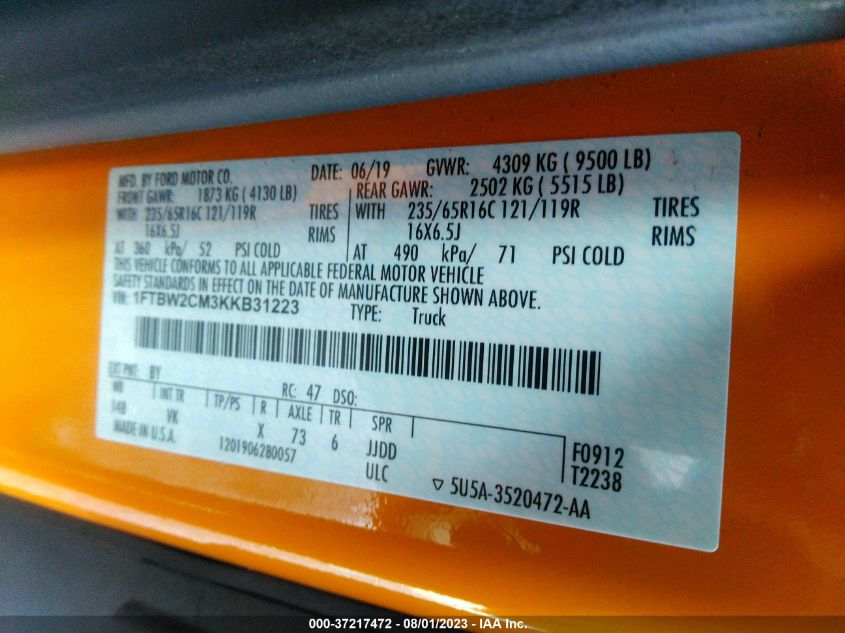 MFD. BY FORD MOTOR CO. DATE: 06/19 GVWR: 4309 KG ( 9500 LB)
FRONT GAWR: 1873 KG ( 4130 LB) REAR GAWR: 2502 KG ( 5515 LB)
WITH 235/65R16C 121/119R TIRES WITH 235/65R16C 121/119R TIRES
16X6.5J RIMS 16X6.5J RIMS
AT 360 kPa/ 52 PSI COLD AT 490 kPa/ 71 PSI COLD
THIS VEHICLE CONFORMS TO ALL APPLICABLE FEDERAL MOTOR VEHICLE
SAFETY STANDARDS IN EFFECT ON THE DATE OF MANUFACTURE SHOWN ABOVE.
VIN: 1FTBW2CM3KKB31223 TYPE: Truck
EXT PNT: BY RC: 47 DSO:
WB INT TR TP/PS R AXLE TR SPR
148 VK X 73 6 JJDD F0912
MADE IN U.S.A. 1201906280057 ULC T2238
▽ 5U5A-3520472-AA
000-37217472 - 08/01/2023 - IAA Inc.